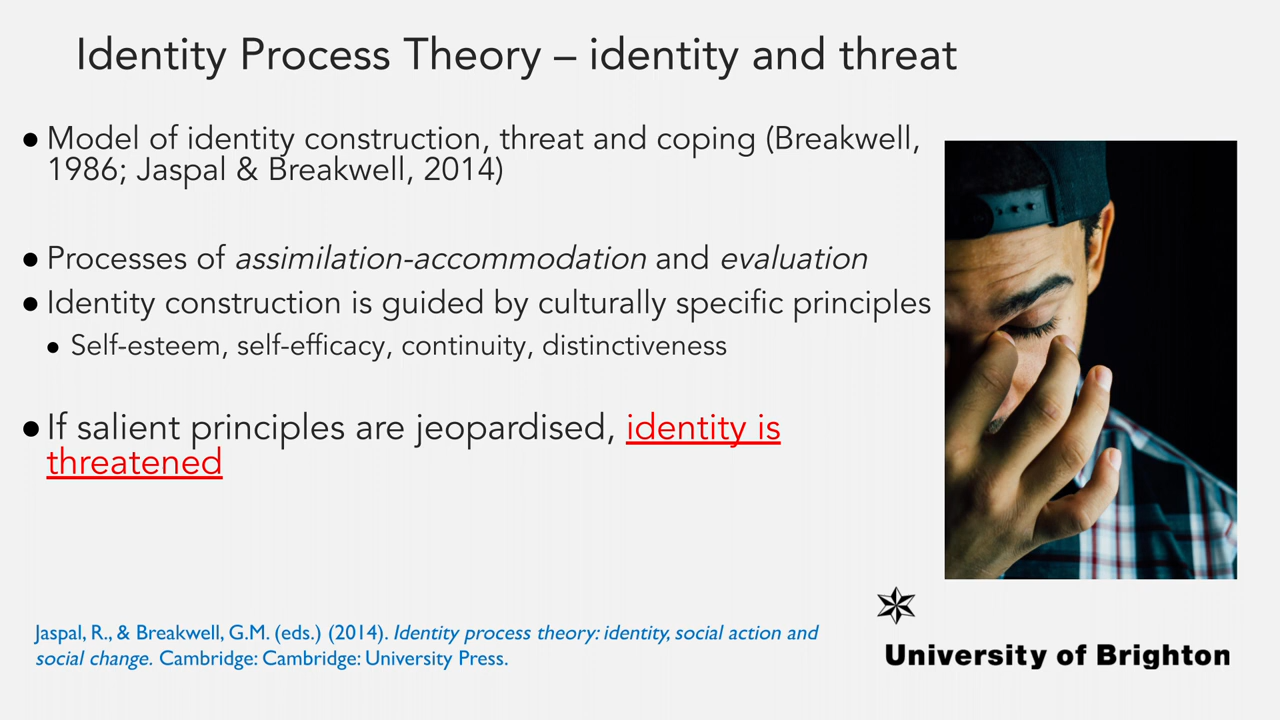 Identity Process Theory – identity and threat
● Model of identity construction, threat and coping (Breakwell,
1986; Jaspal & Breakwell, 2014)
● Processes of assimilation-accommodation and evaluation
● Identity construction is guided by culturally specific principles
● Self-esteem, self-efficacy, continuity, distinctiveness
● If salient principles are jeopardised, identity is
threatened
Jaspal, R., & Breakwell, G.M. (eds.) (2014). Identity process theory: identity, social action and
social change. Cambridge: Cambridge: University Press.
University of Brighton